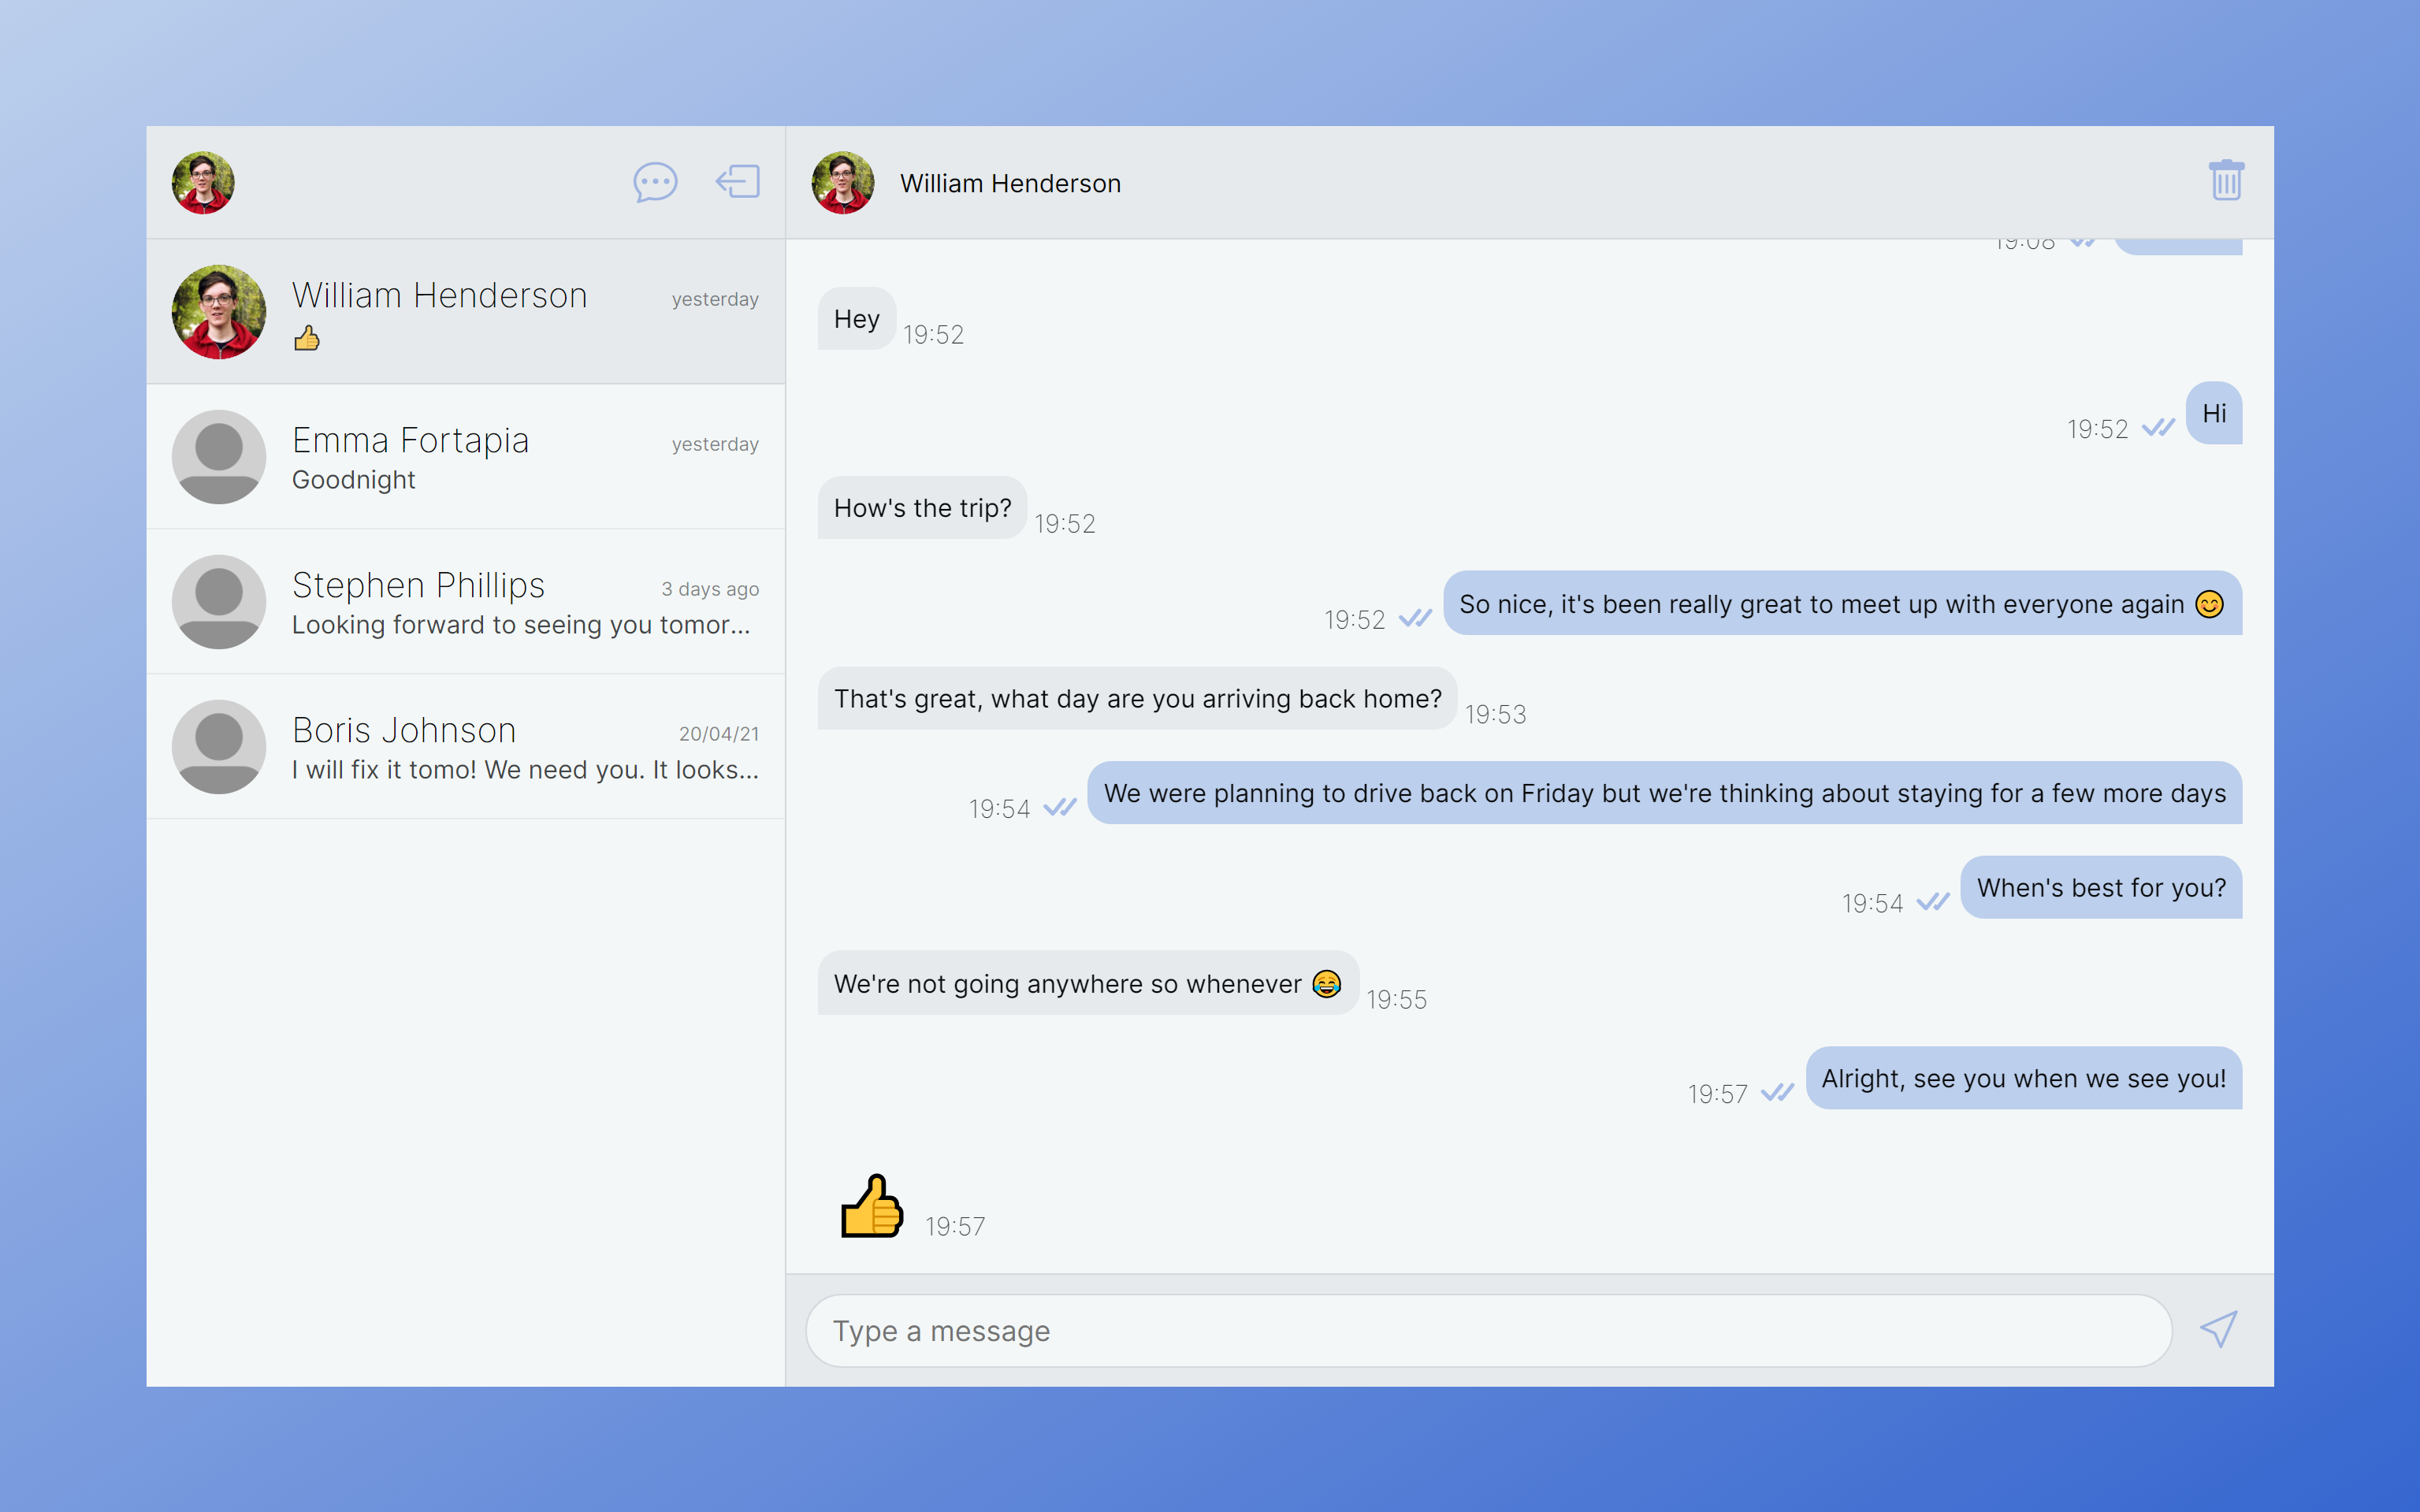 William Henderson
yesterday
👍
Emma Fortapia
yesterday
Goodnight
Stephen Phillips
3 days ago
Looking forward to seeing you tomor...
Boris Johnson
20/04/21
I will fix it tomo! We need you. It looks...
William Henderson
19:08
Hey
19:52
19:52
Hi
How's the trip?
19:52
19:52
So nice, it's been really great to meet up with everyone again 😊
That's great, what day are you arriving back home?
19:53
19:54
We were planning to drive back on Friday but we're thinking about staying for a few more days
19:54
When's best for you?
We're not going anywhere so whenever 😂
19:55
19:57
Alright, see you when we see you!
👍
19:57
Type a message